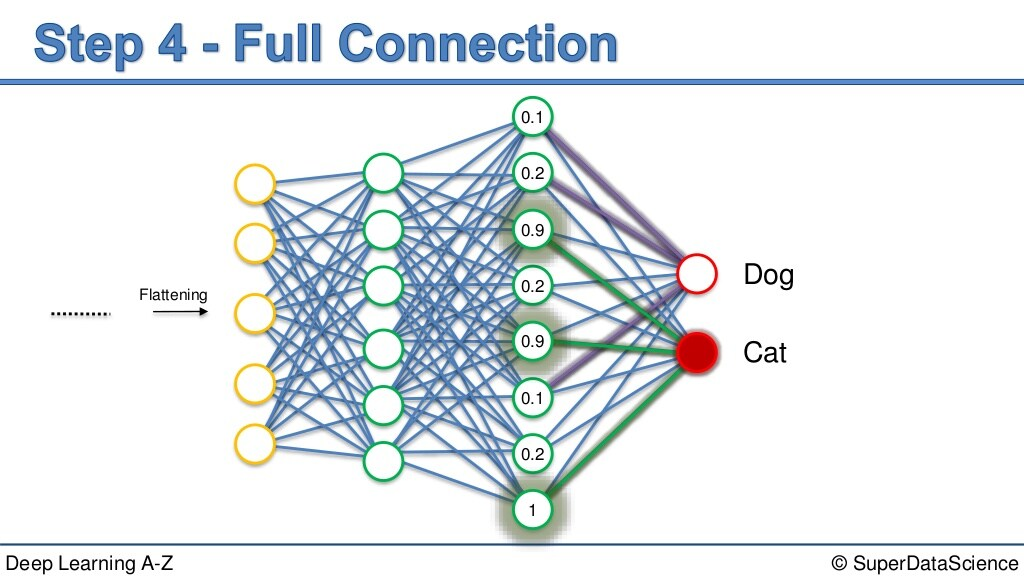 Step 4 - Full Connection
0.1
0.2
0.9
0.2
0.9
0.1
0.2
1
Flattening
Dog
Cat
Deep Learning A-Z
© SuperDataScience